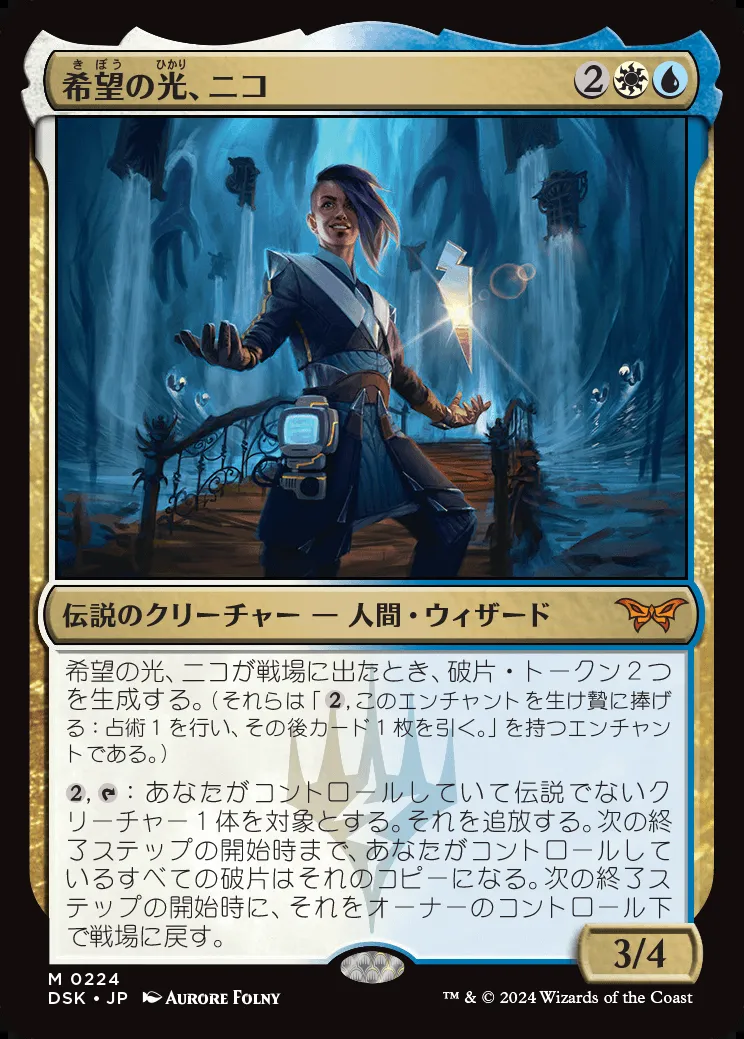 きぼう ひかり
希望の光、ニコ 2
伝説のクリーチャー — 人間・ウィザード
希望の光、ニコが戦場に出たとき、破片・トークン２つ
を生成する。（それらは「2,このエンチャントを生け贄に捧げ
る：占術１を行い、その後カード１枚を引く。」を持つエンチャン
トである。）
2, ：あなたがコントロールしていて伝説でないク
リーチャー１体を対象とする。それを追放する。次の終
了ステップの開始時まで、あなたがコントロールして
いるすべての破片はそれのコピーになる。次の終了ス
テップの開始時に、それをオーナーのコントロール下
で戦場に戻す。
3/4
M 0224
DSK • JP AURORE FOLNY
™ & © 2024 Wizards of the Coast